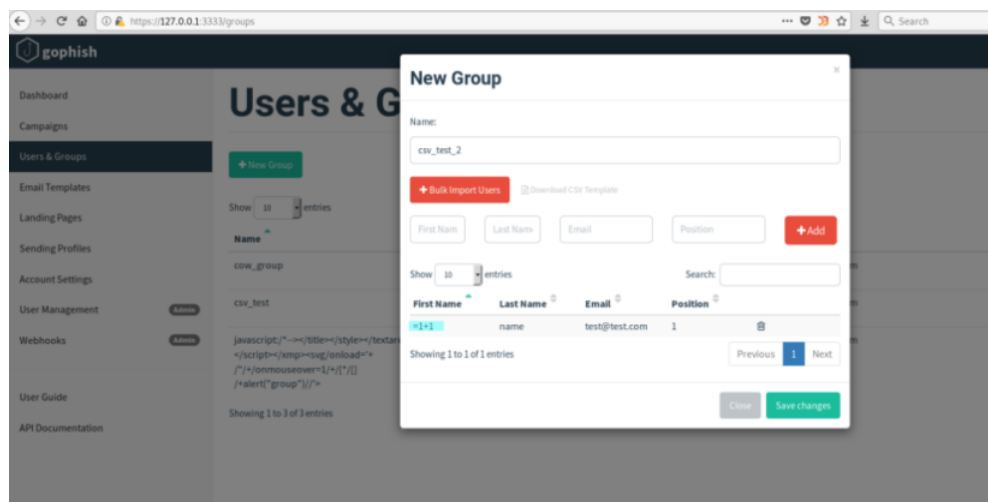 https://127.0.0.1:3333/groups
Search
gophish
Dashboard
Campaigns
Users & Groups
Email Templates
Landing Pages
Sending Profiles
Account Settings
User Management Admin
Webhooks Admin
User Guide
API Documentation
Users & G
+ New Group
Show 10 entries
Name
cow_group
csv_test
javascript:/*--></title></style></textar
</script></xmp><svg/onload='+
/"/+/onmouseover=1/+/[*/[]
/+alert("group")//'>
Showing 1 to 3 of 3 entries
New Group
×
Name:
csv_test_2
+ Bulk Import Users Download CSV Template
First Nam Last Name Email Position + Add
Show 10 entries Search:
First Name Last Name Email Position
=1+1 name test@test.com 1
Showing 1 to 1 of 1 entries Previous 1 Next
Close Save changes